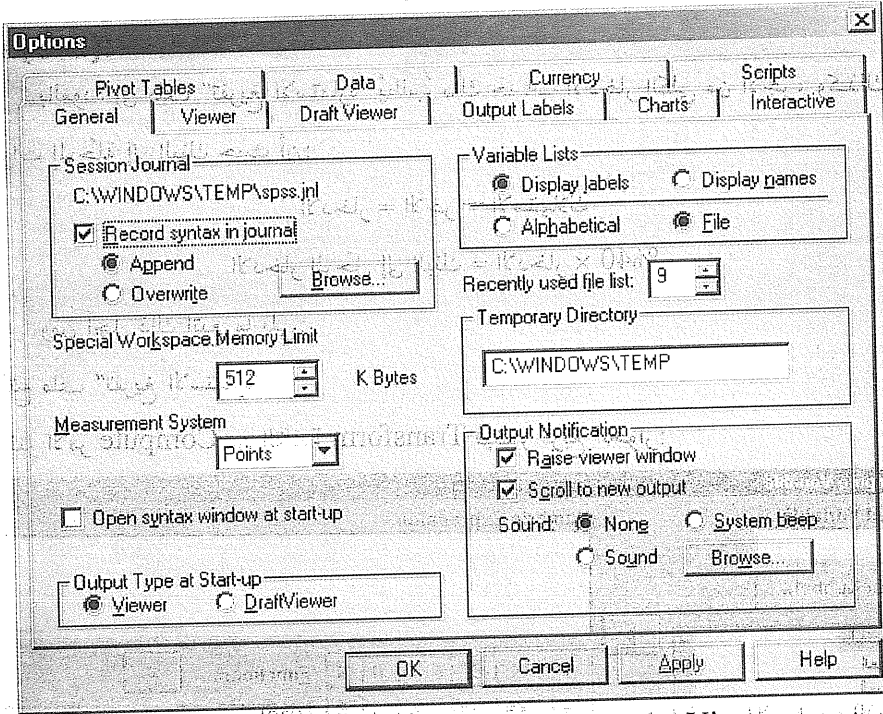 Options
Pivot Tables Data Currency Scripts
General Viewer Draft Viewer Output Labels Charts Interactive
Session Journal
C:\WINDOWS\TEMP\spss.jnl
Record syntax in journal
Append
Overwrite
Browse...
Special Workspace Memory Limit
512 K Bytes
Measurement System
Points
Open syntax window at start-up
Output Type at Start-up
Viewer DraftViewer
Variable Lists
Display labels Display names
Alphabetical File
Recently used file list: 9
Temporary Directory
C:\WINDOWS\TEMP
Output Notification
Raise viewer window
Scroll to new output
Sound: None System beep
Sound Browse...
OK Cancel Apply Help